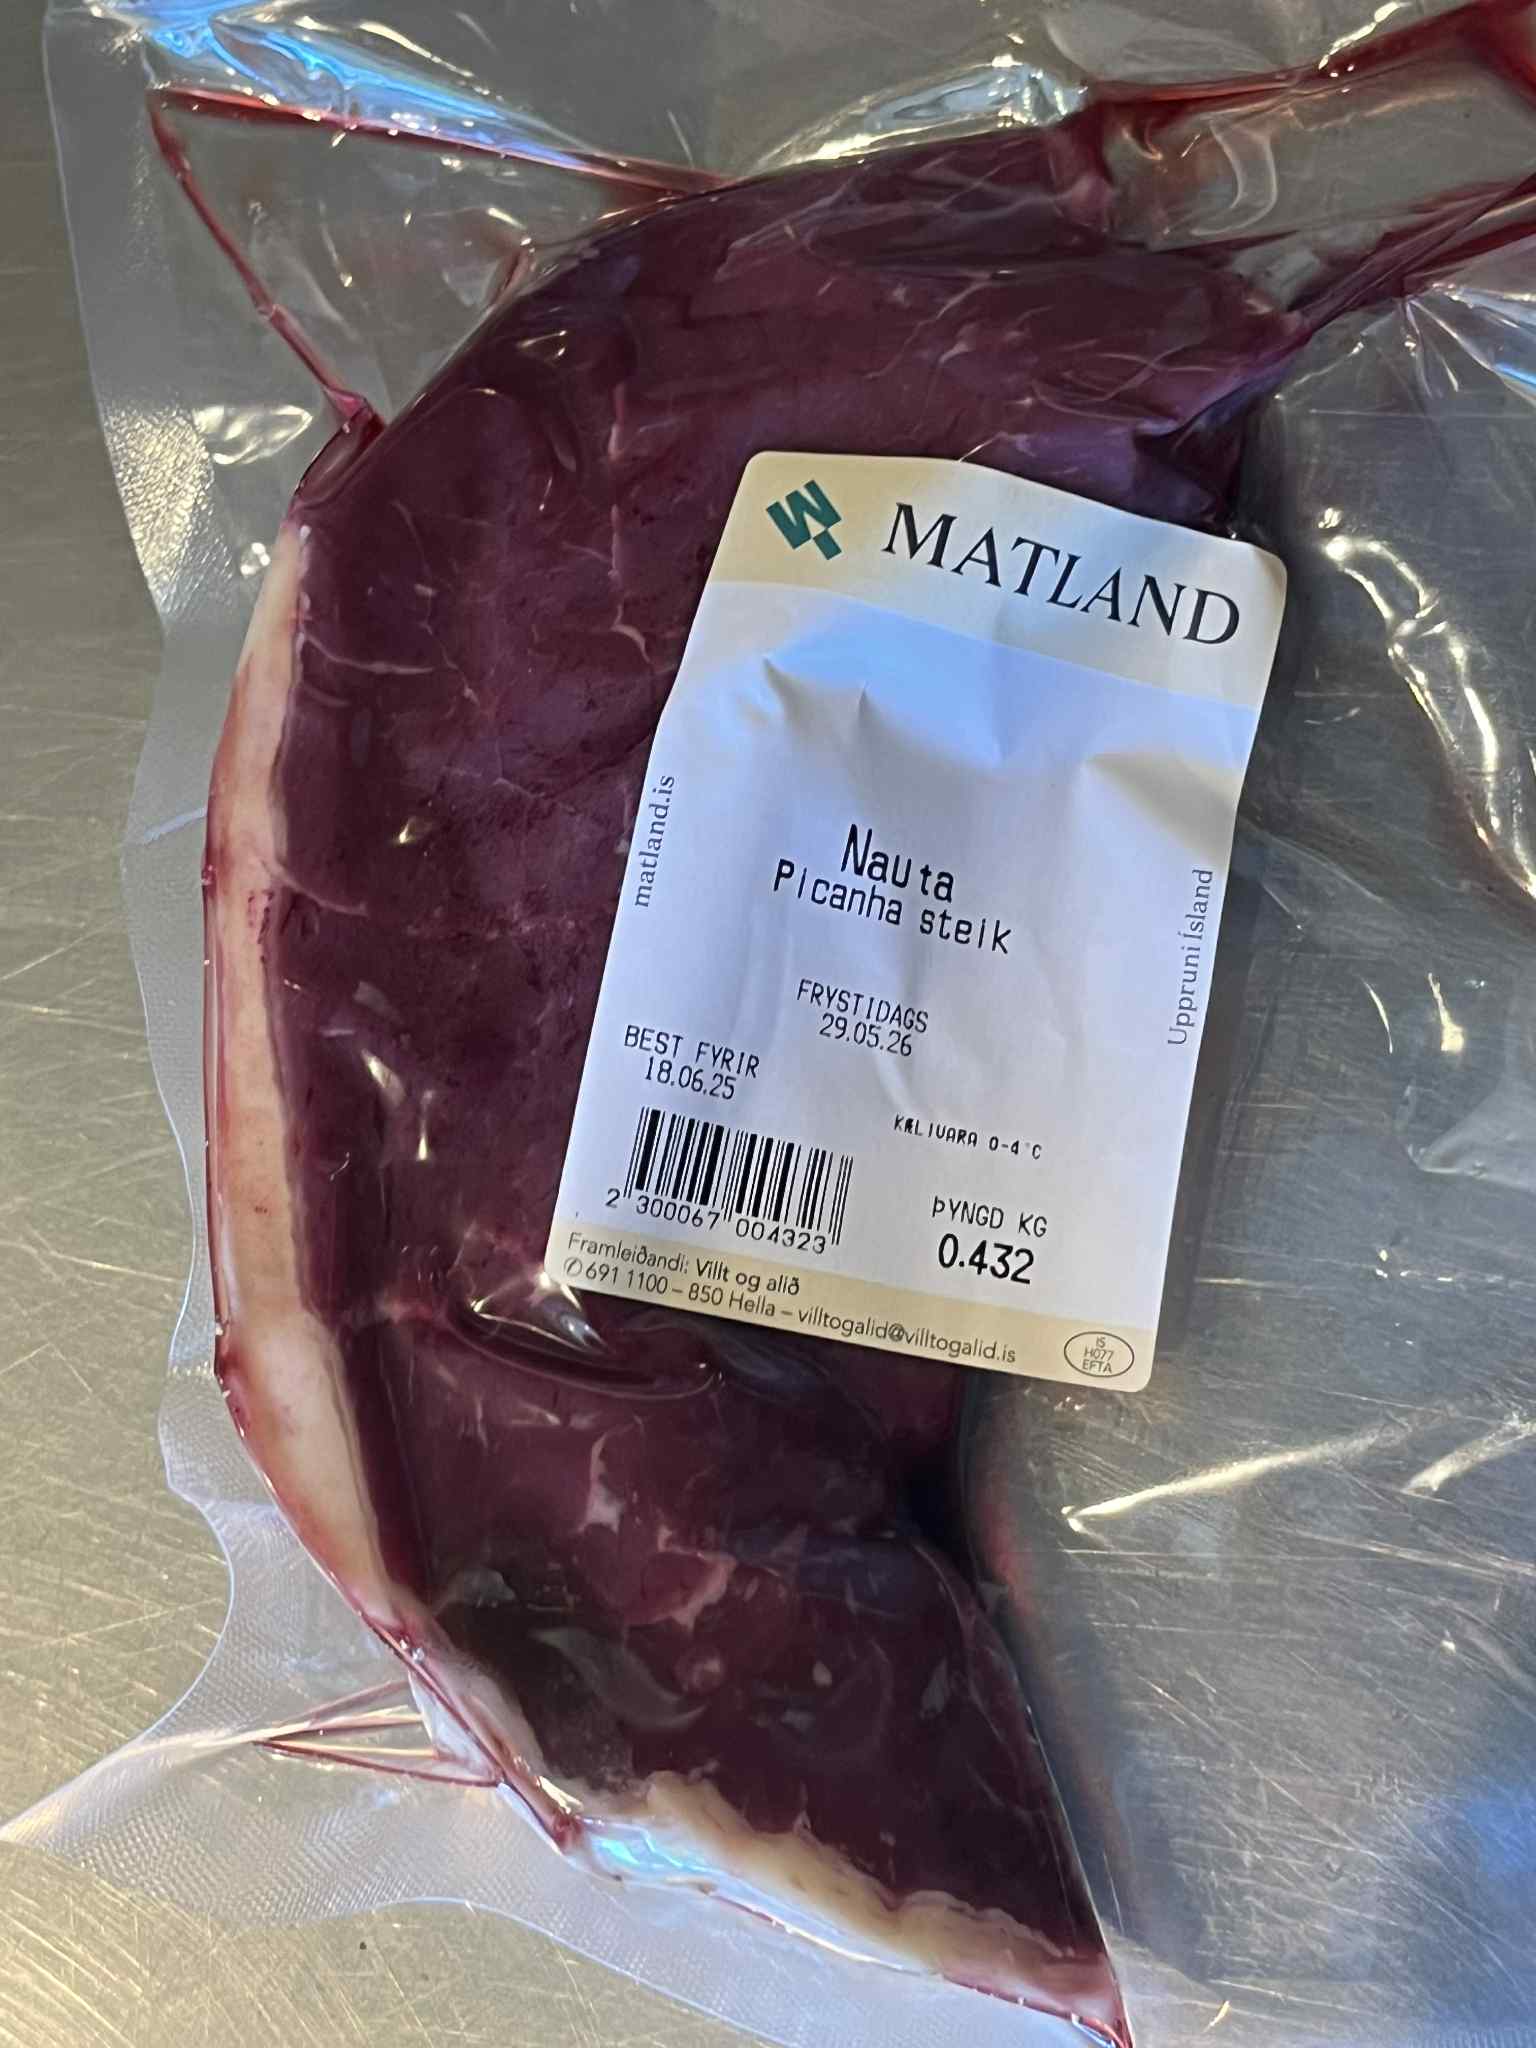 MATLAND
matland.is
Uppruni Ísland
Nauta
Picanha steik
FRYSTIDAGS
29.05.26
BEST FYRIR
18.06.25
KÆLIVARA 0-4°C
2 300067 004323
ÞYNGD KG
0.432
Framleiðandi: Villt og alið
✆ 691 1100 – 850 Hella – villtogalid@villtogalid.is
IS
H077
EFTA